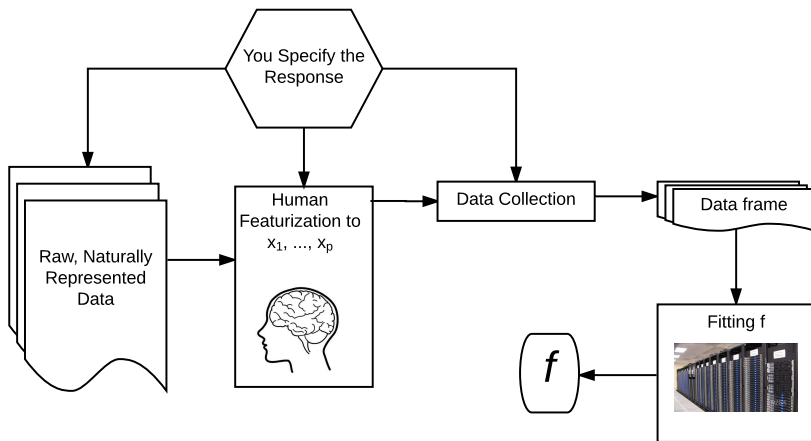 You Specify the
Response
Raw, Naturally
Represented
Data
Human
Featurization to
x₁, ..., xₚ
Data Collection
Data frame
Fitting f
f